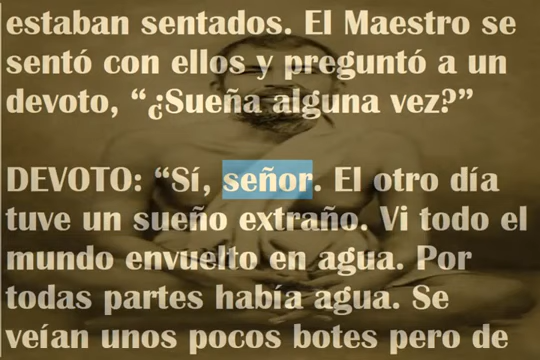 estaban sentados. El Maestro se
sentó con ellos y preguntó a un
devoto, “¿Sueña alguna vez?”
DEVOTO: “Sí, señor. El otro día
tuve un sueño extraño. Vi todo el
mundo envuelto en agua. Por
todas partes había agua. Se
veían unos pocos botes pero de